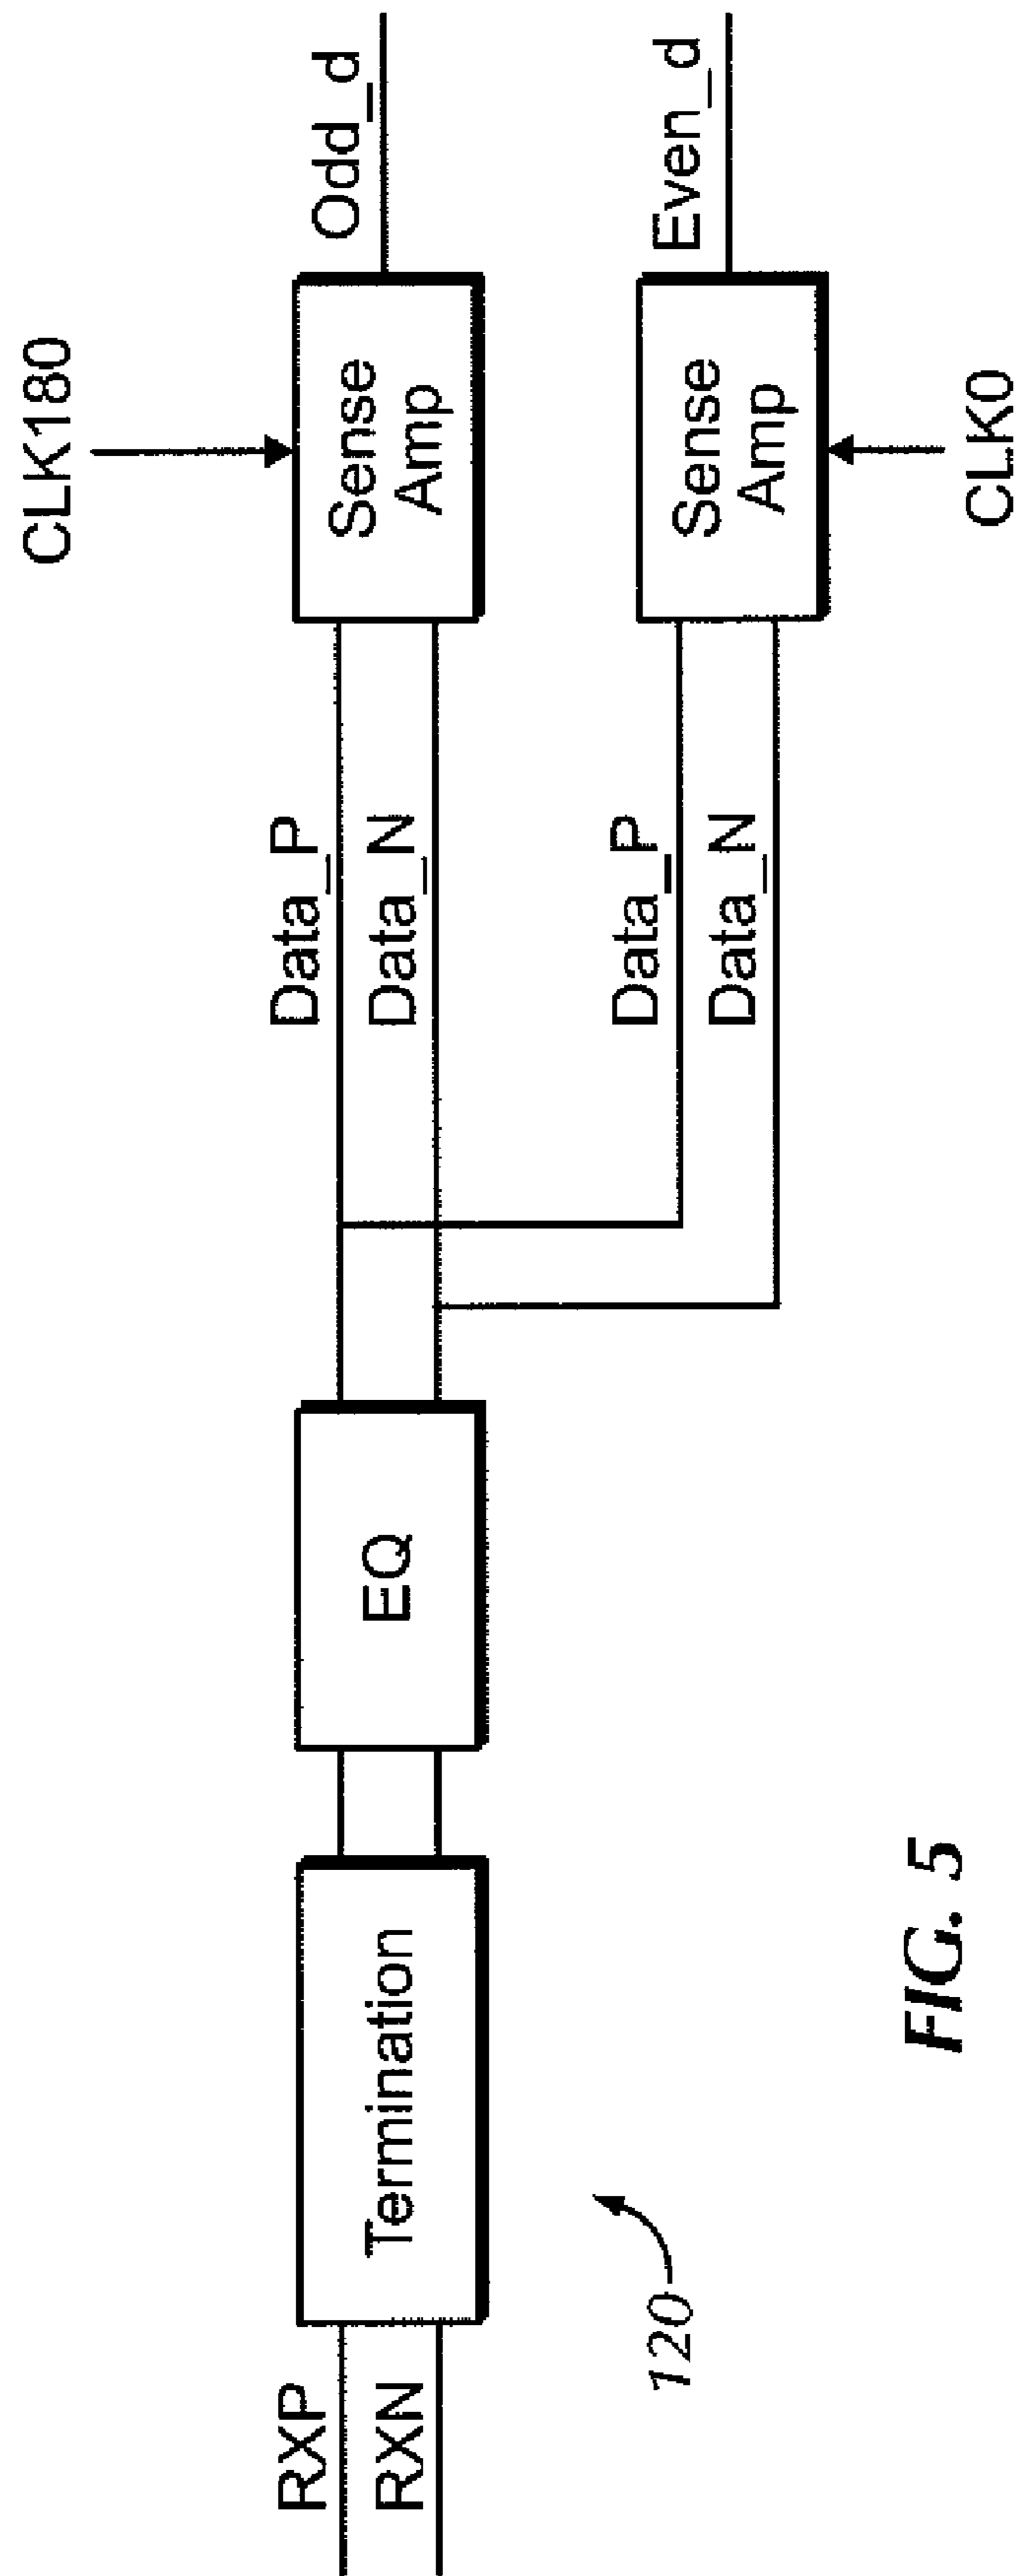 CLK180
RXP
RXN
Termination
EQ
Data_P
Data_N
Sense
Amp
Odd_d
Data_P
Data_N
Sense
Amp
Even_d
CLK0
120
FIG. 5